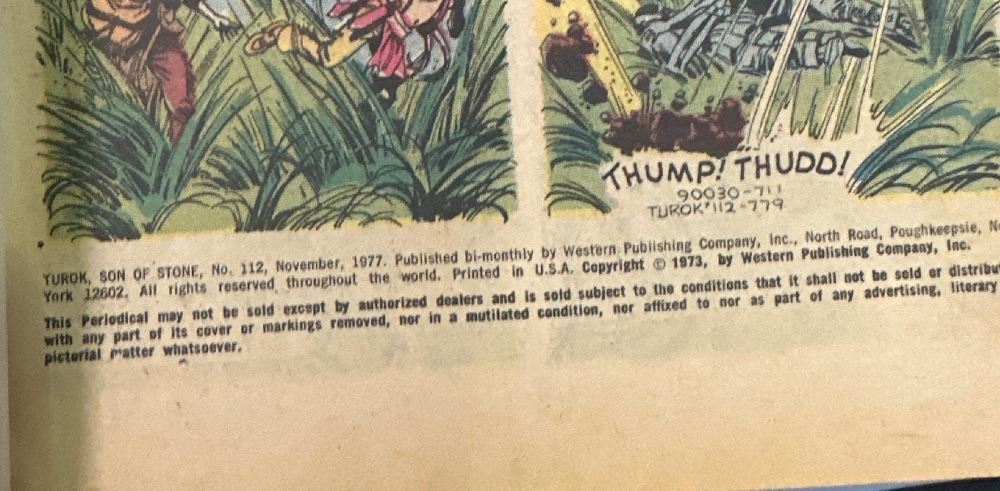 THUMP! THUDD!
90030-711
TUROK#112-779
TUROK, SON OF STONE, No. 112, November, 1977. Published bi-monthly by Western Publishing Company, Inc., North Road, Poughkeepsie,
York 12602. All rights reserved throughout the world. Printed in U.S.A. Copyright © 1973, by Western Publishing Company, Inc.
This Periodical may not be sold except by authorized dealers and is sold subject to the conditions that it shall not be sold or
with any part of its cover or markings removed, nor in a mutilated condition, nor affixed to nor as part of any advertising, literary
pictorial matter whatsoever.